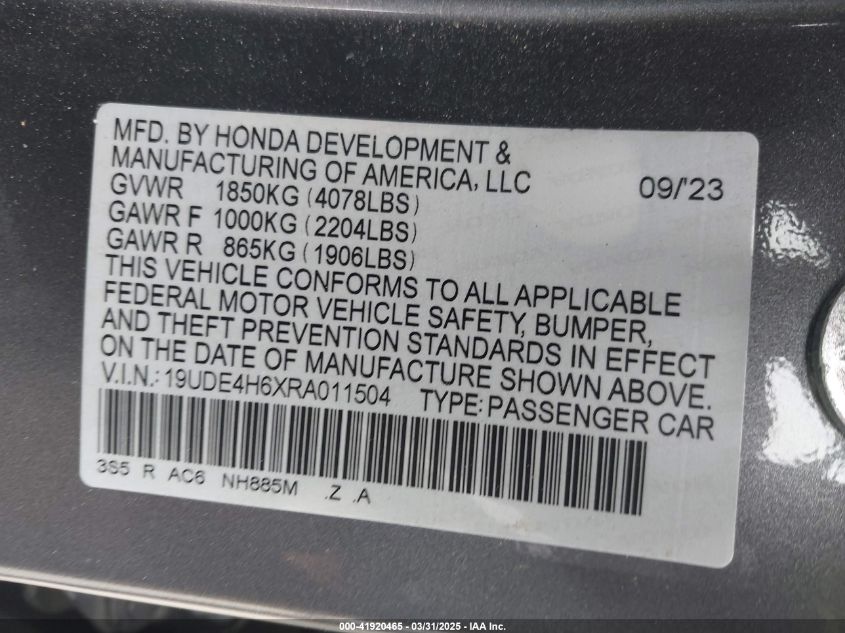 MFD. BY HONDA DEVELOPMENT &
MANUFACTURING OF AMERICA, LLC
GVWR 1850KG (4078LBS) 09/'23
GAWR F 1000KG (2204LBS)
GAWR R 865KG (1906LBS)
THIS VEHICLE CONFORMS TO ALL APPLICABLE
FEDERAL MOTOR VEHICLE SAFETY, BUMPER,
AND THEFT PREVENTION STANDARDS IN EFFECT
ON THE DATE OF MANUFACTURE SHOWN ABOVE.
V.I.N.: 19UDE4H6XRA011504 TYPE: PASSENGER CAR
3S5 R AC6 NH885M .Z .A
000-41920465 - 03/31/2025 - IAA Inc.